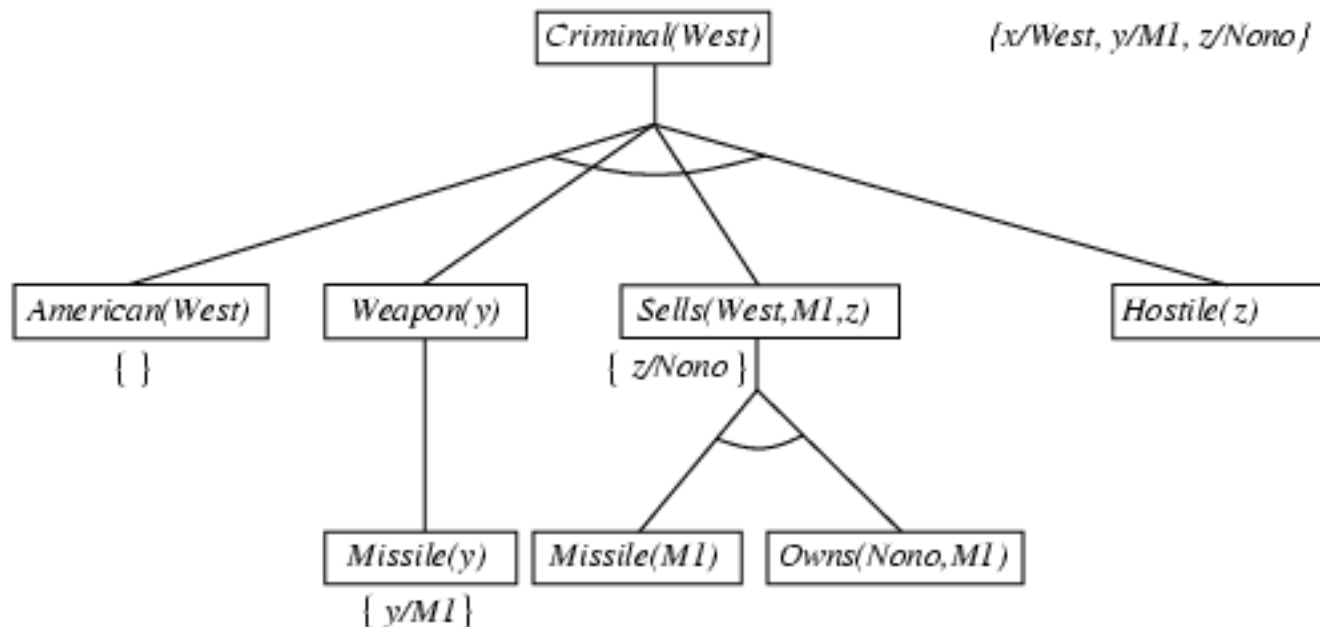 Criminal(West)
{x/West, y/M1, z/Nono}
American(West)
Weapon(y)
Sells(West,M1,z)
Hostile(z)
{ }
{ z/Nono }
Missile(y)
Missile(M1)
Owns(Nono,M1)
{ y/M1 }